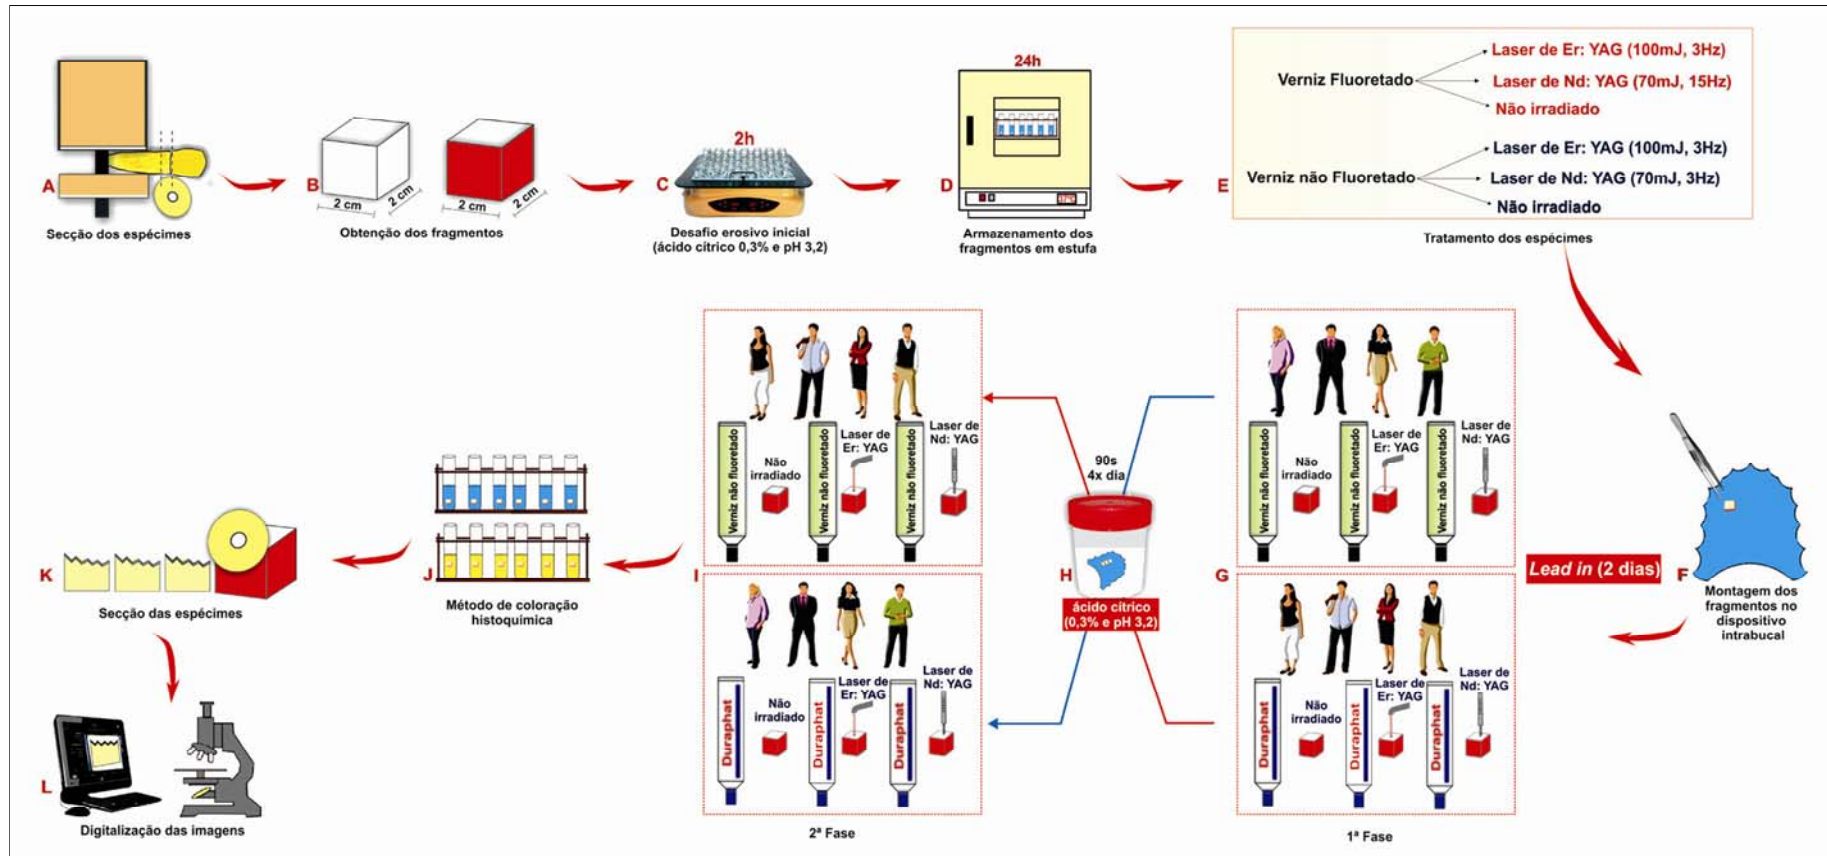 A
Secção dos espécimes
B
2 cm
2 cm
2 cm
2 cm
Obtenção dos fragmentos
2h
C
Desafio erosivo inicial
(ácido cítrico 0,3% e pH 3,2)
24h
D
37°C
Armazenamento dos
fragmentos em estufa
E
Verniz Fluoretado
Laser de Er: YAG (100mJ, 3Hz)
Laser de Nd: YAG (70mJ, 15Hz)
Não irradiado
Verniz não Fluoretado
Laser de Er: YAG (100mJ, 3Hz)
Laser de Nd: YAG (70mJ, 3Hz)
Não irradiado
Tratamento dos espécimes
F
Montagem dos
fragmentos no
dispositivo
intrabucal
Lead in (2 dias)
G
Verniz não fluoretado
Não
irradiado
Verniz não fluoretado
Laser de
Er: YAG
Verniz não fluoretado
Laser de
Nd: YAG
Duraphat
Não
irradiado
Duraphat
Laser de
Er: YAG
Duraphat
Laser de
Nd: YAG
1ª Fase
H
90s
4x dia
ácido cítrico
(0,3% e pH 3,2)
I
Verniz não fluoretado
Não
irradiado
Verniz não fluoretado
Laser de
Er: YAG
Verniz não fluoretado
Laser de
Nd: YAG
Duraphat
Não
irradiado
Duraphat
Laser de
Er: YAG
Duraphat
Laser de
Nd: YAG
2ª Fase
J
Método de coloração
histoquímica
K
Secção das espécimes
L
Digitalização das imagens